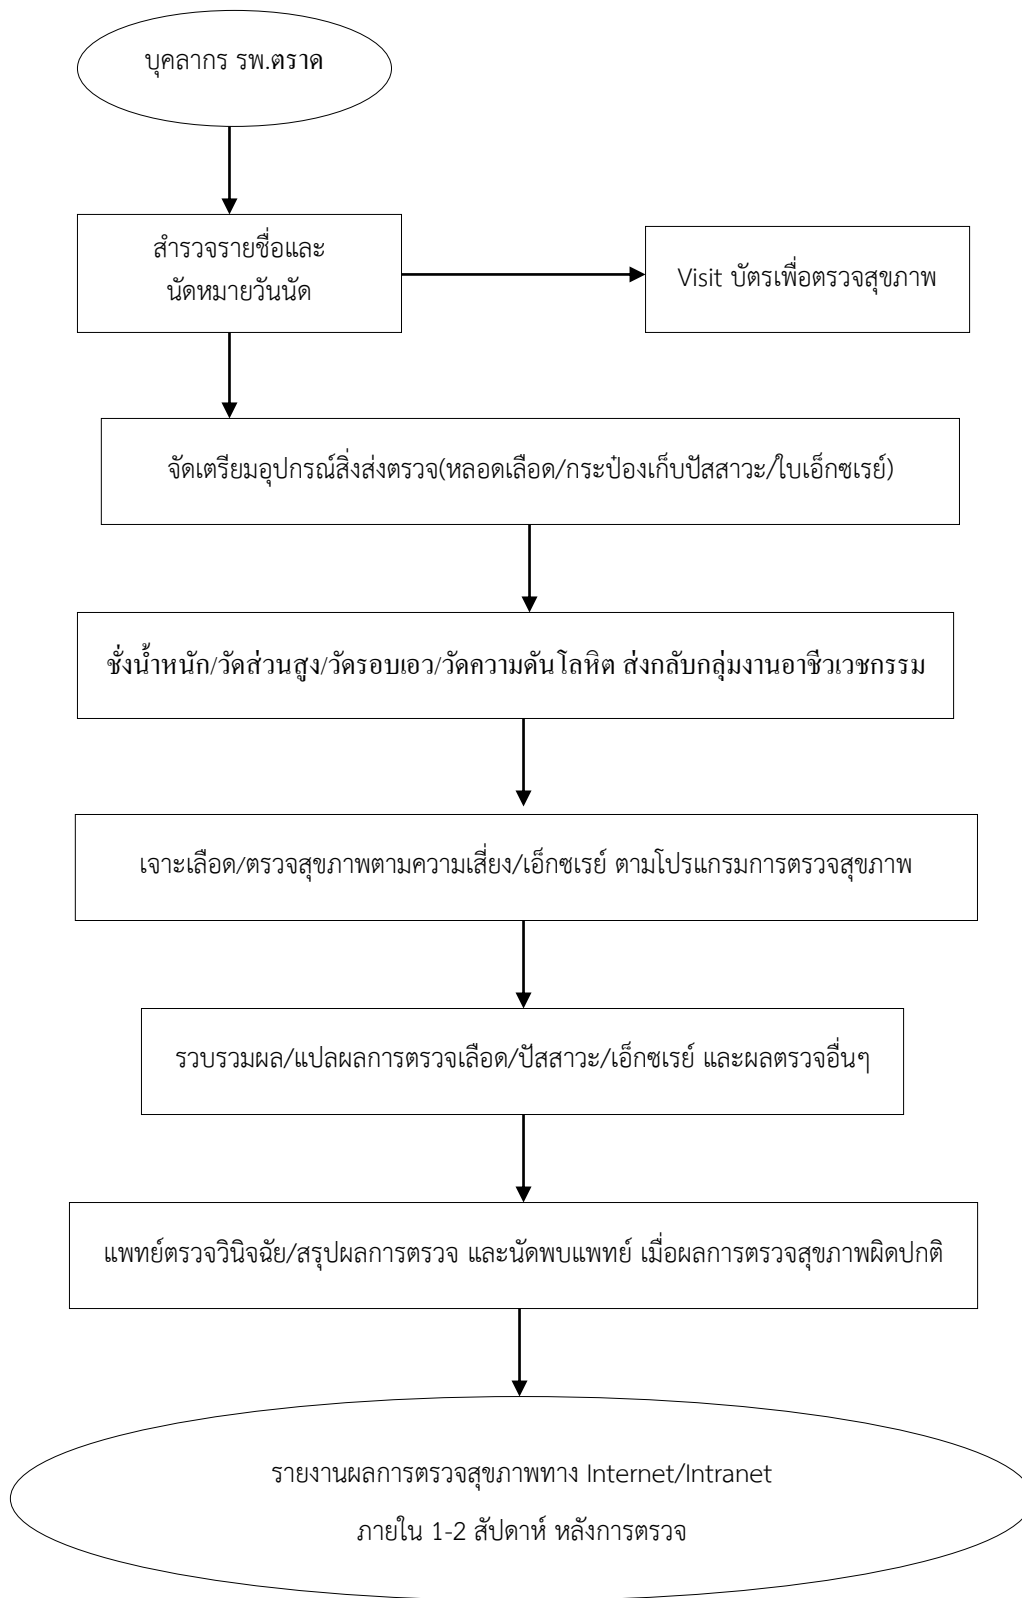 บุคลากร รพ.ตราด
สำรวจรายชื่อและ
นัดหมายวันนัด
Visit บัตรเพื่อตรวจสุขภาพ
จัดเตรียมอุปกรณ์สิ่งส่งตรวจ(หลอดเลือด/กระป๋องเก็บปัสสาวะ/ใบเอ็กซเรย์)
ชั่งน้ำหนัก/วัดส่วนสูง/วัดรอบเอว/วัดความดันโลหิต ส่งกลับกลุ่มงานอาชีวเวชกรรม
เจาะเลือด/ตรวจสุขภาพตามความเสี่ยง/เอ็กซเรย์ ตามโปรแกรมการตรวจสุขภาพ
รวบรวมผล/แปลผลการตรวจเลือด/ปัสสาวะ/เอ็กซเรย์ และผลตรวจอื่นๆ
แพทย์ตรวจวินิจฉัย/สรุปผลการตรวจ และนัดพบแพทย์ เมื่อผลการตรวจสุขภาพผิดปกติ
รายงานผลการตรวจสุขภาพทาง Internet/Intranet
ภายใน 1-2 สัปดาห์ หลังการตรวจ